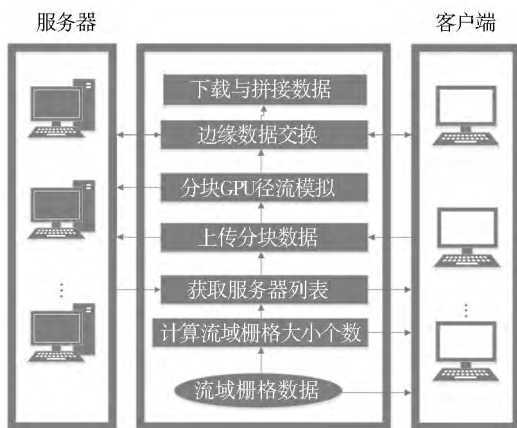 服务器
客户端
下载与拼接数据
边缘数据交换
分块GPU径流模拟
上传分块数据
获取服务器列表
计算流域栅格大小个数
流域栅格数据